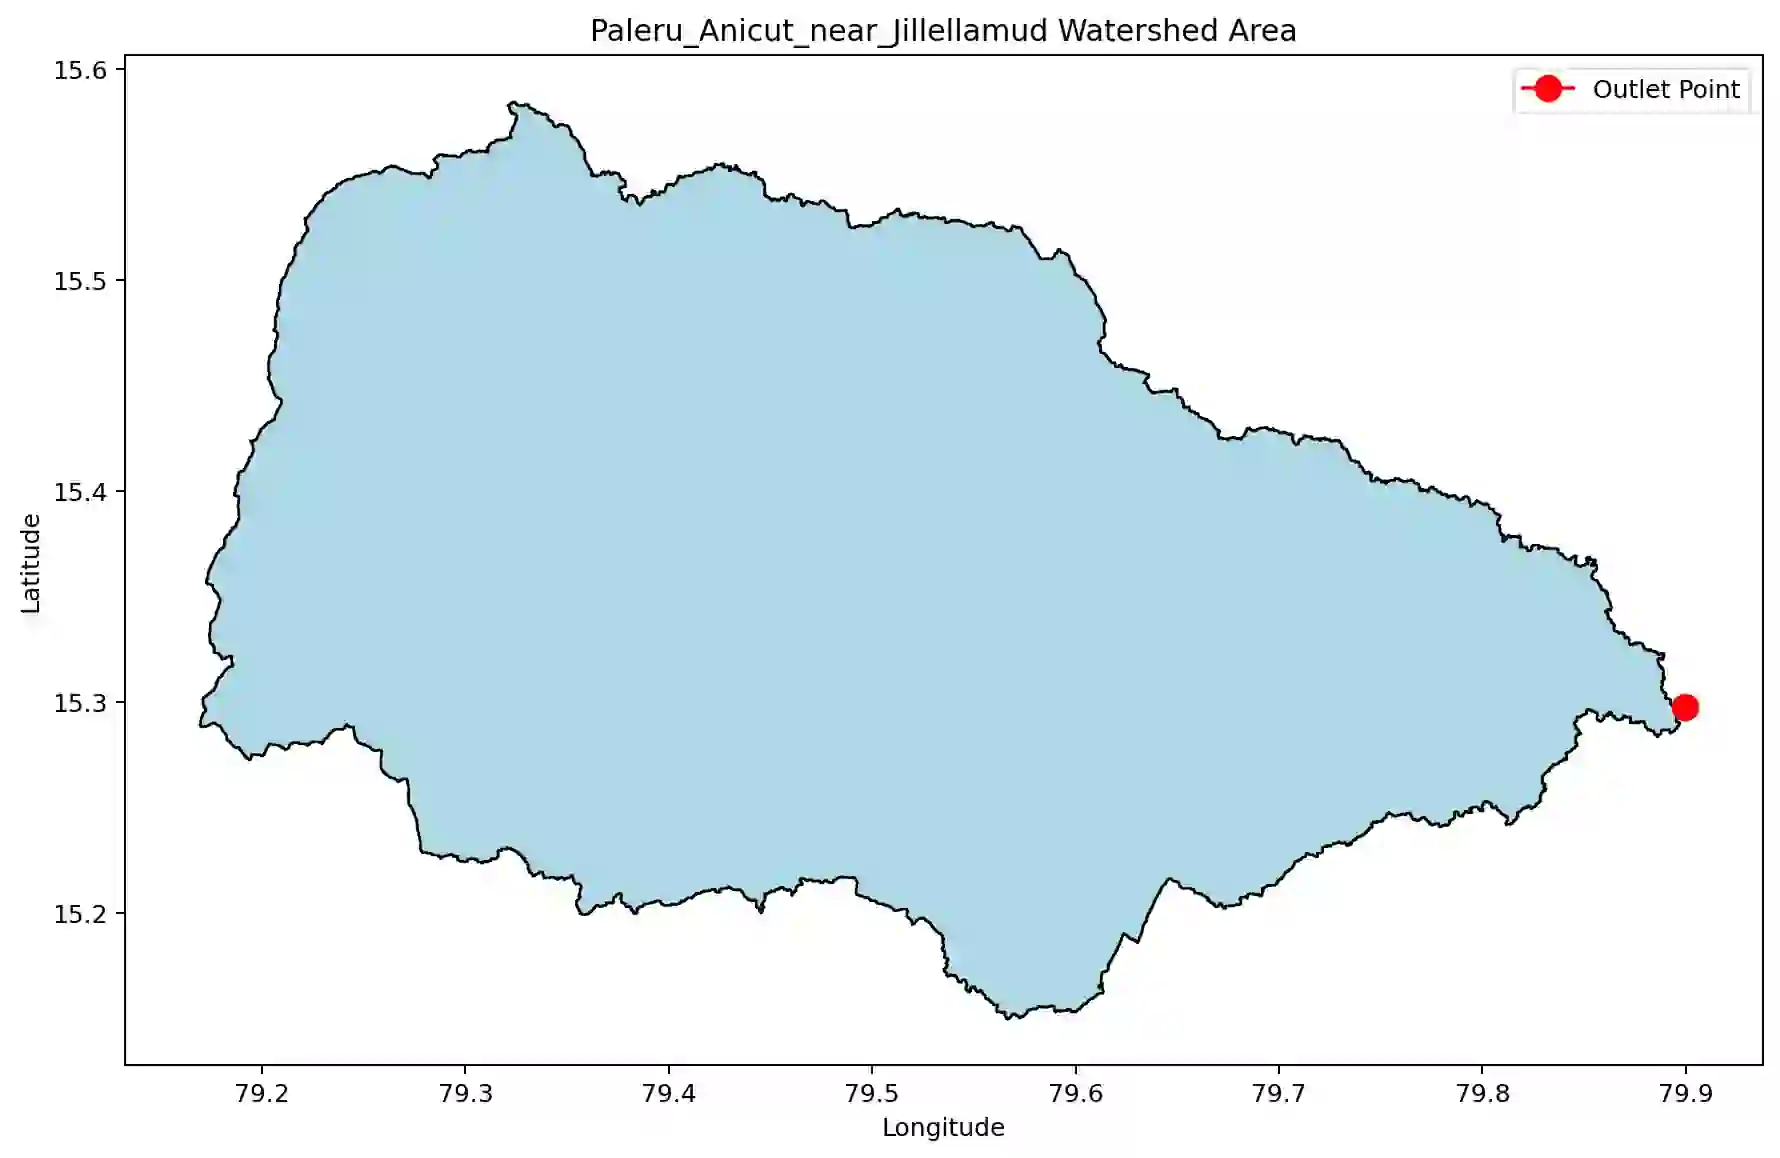 Paleru_Anicut_near_Jillellamud Watershed Area
Outlet Point
15.6
15.5
15.4
15.3
15.2
Latitude
79.2 79.3 79.4 79.5 79.6 79.7 79.8 79.9
Longitude